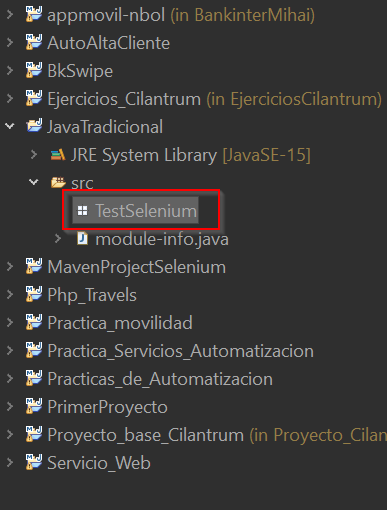 appmovil-nbol (in BankinterMihai)
AutoAltaCliente
BkSwipe
Ejercicios_Cilantrum (in EjerciciosCilantrum)
JavaTradicional
JRE System Library [JavaSE-15]
src
TestSelenium
module-info.java
MavenProjectSelenium
Php_Travels
Practica_movilidad
Practica_Servicios_Automatizacion
Practicas_de_Automatizacion
PrimerProyecto
Proyecto_base_Cilantrum (in Proyecto_Cilan
Servicio_Web